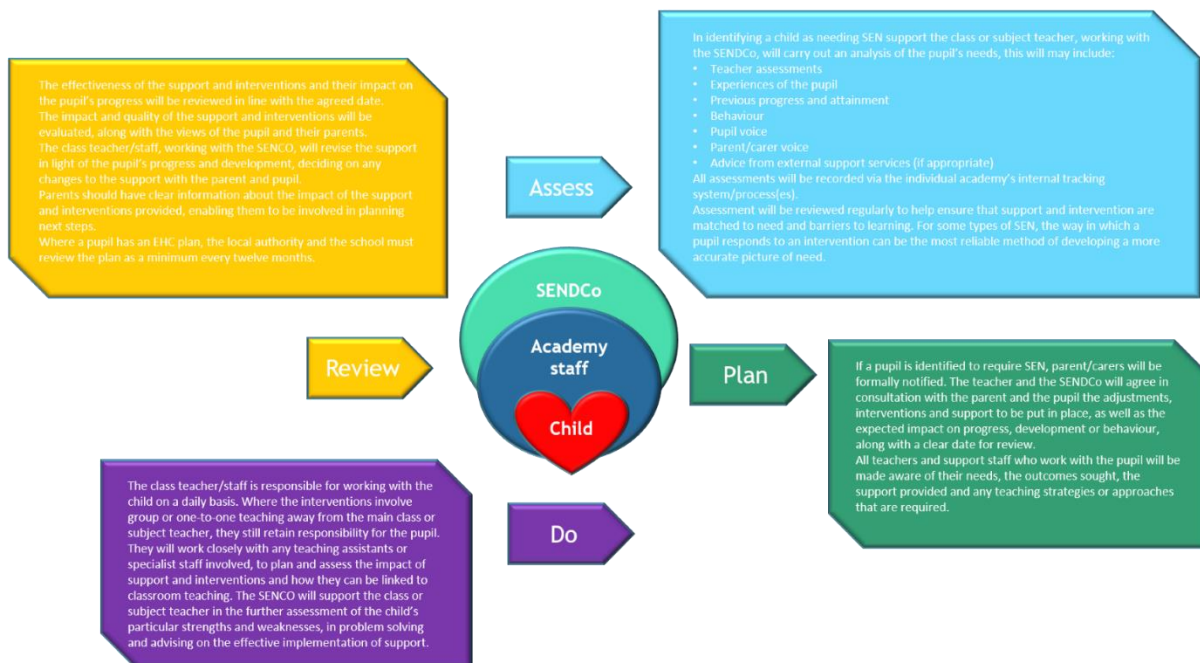 Assess
In identifying a child as needing SEN support the class or subject teacher, working with
the SENDCo, will carry out an analysis of the pupil's needs, this will may include:
• Teacher assessments
• Experiences of the pupil
• Previous progress and attainment
• Behaviour
• Pupil voice
• Parent/carer voice
• Advice from external support services (if appropriate)
All assessments will be recorded via the individual academy's internal tracking
system/process(es).
Assessment will be reviewed regularly to help ensure that support and intervention are
matched to need and barriers to learning. For some types of SEN, the way in which a
pupil responds to an intervention can be the most reliable method of developing a more
accurate picture of need.
Plan
If a pupil is identified to require SEN, parent/carers will be
formally notified. The teacher and the SENDCo will agree in
consultation with the parent and the pupil the adjustments,
interventions and support to be put in place, as well as the
expected impact on progress, development or behaviour,
along with a clear date for review.
All teachers and support staff who work with the pupil will be
made aware of their needs, the outcomes sought, the
support provided and any teaching strategies or approaches
that are required.
Do
The class teacher/staff is responsible for working with the
child on a daily basis. Where the interventions involve
group or one-to-one teaching away from the main class or
subject teacher, they still retain responsibility for the pupil.
They will work closely with any teaching assistants or
specialist staff involved, to plan and assess the impact of
support and interventions and how they can be linked to
classroom teaching. The SENCO will support the class or
subject teacher in the further assessment of the child's
particular strengths and weaknesses, in problem solving
and advising on the effective implementation of support.
Review
The effectiveness of the support and interventions and their impact on
the pupil's progress will be reviewed in line with the agreed date.
The impact and quality of the support and interventions will be
evaluated, along with the views of the pupil and their parents.
The class teacher/staff, working with the SENCO, will revise the support
in light of the pupil's progress and development, deciding on any
changes to the support with the parent and pupil.
Parents should have clear information about the impact of the support
and interventions provided, enabling them to be involved in planning
next steps.
Where a pupil has an EHC plan, the local authority and the school must
review the plan as a minimum every twelve months.
SENDCo
Academy
staff
Child